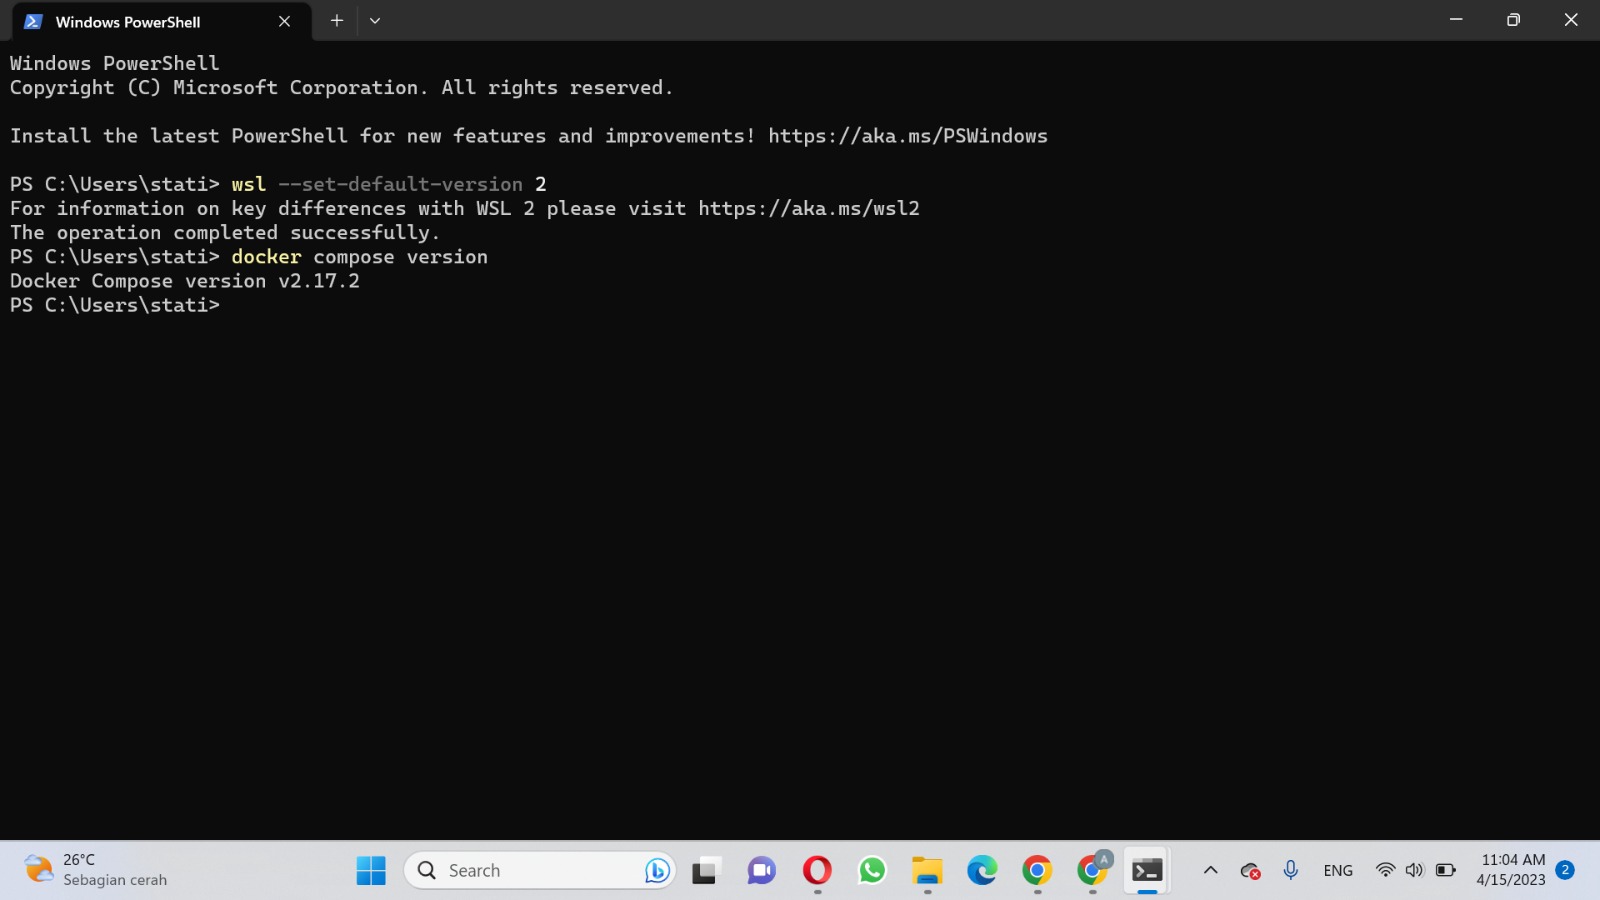 Windows PowerShell
Windows PowerShell
Copyright (C) Microsoft Corporation. All rights reserved.
Install the latest PowerShell for new features and improvements! https://aka.ms/PSWindows
PS C:\Users\stati> wsl --set-default-version 2
For information on key differences with WSL 2 please visit https://aka.ms/wsl2
The operation completed successfully.
PS C:\Users\stati> docker compose version
Docker Compose version v2.17.2
PS C:\Users\stati>
26°C
Sebagian cerah
Search
A
ENG
11:04 AM
4/15/2023
2